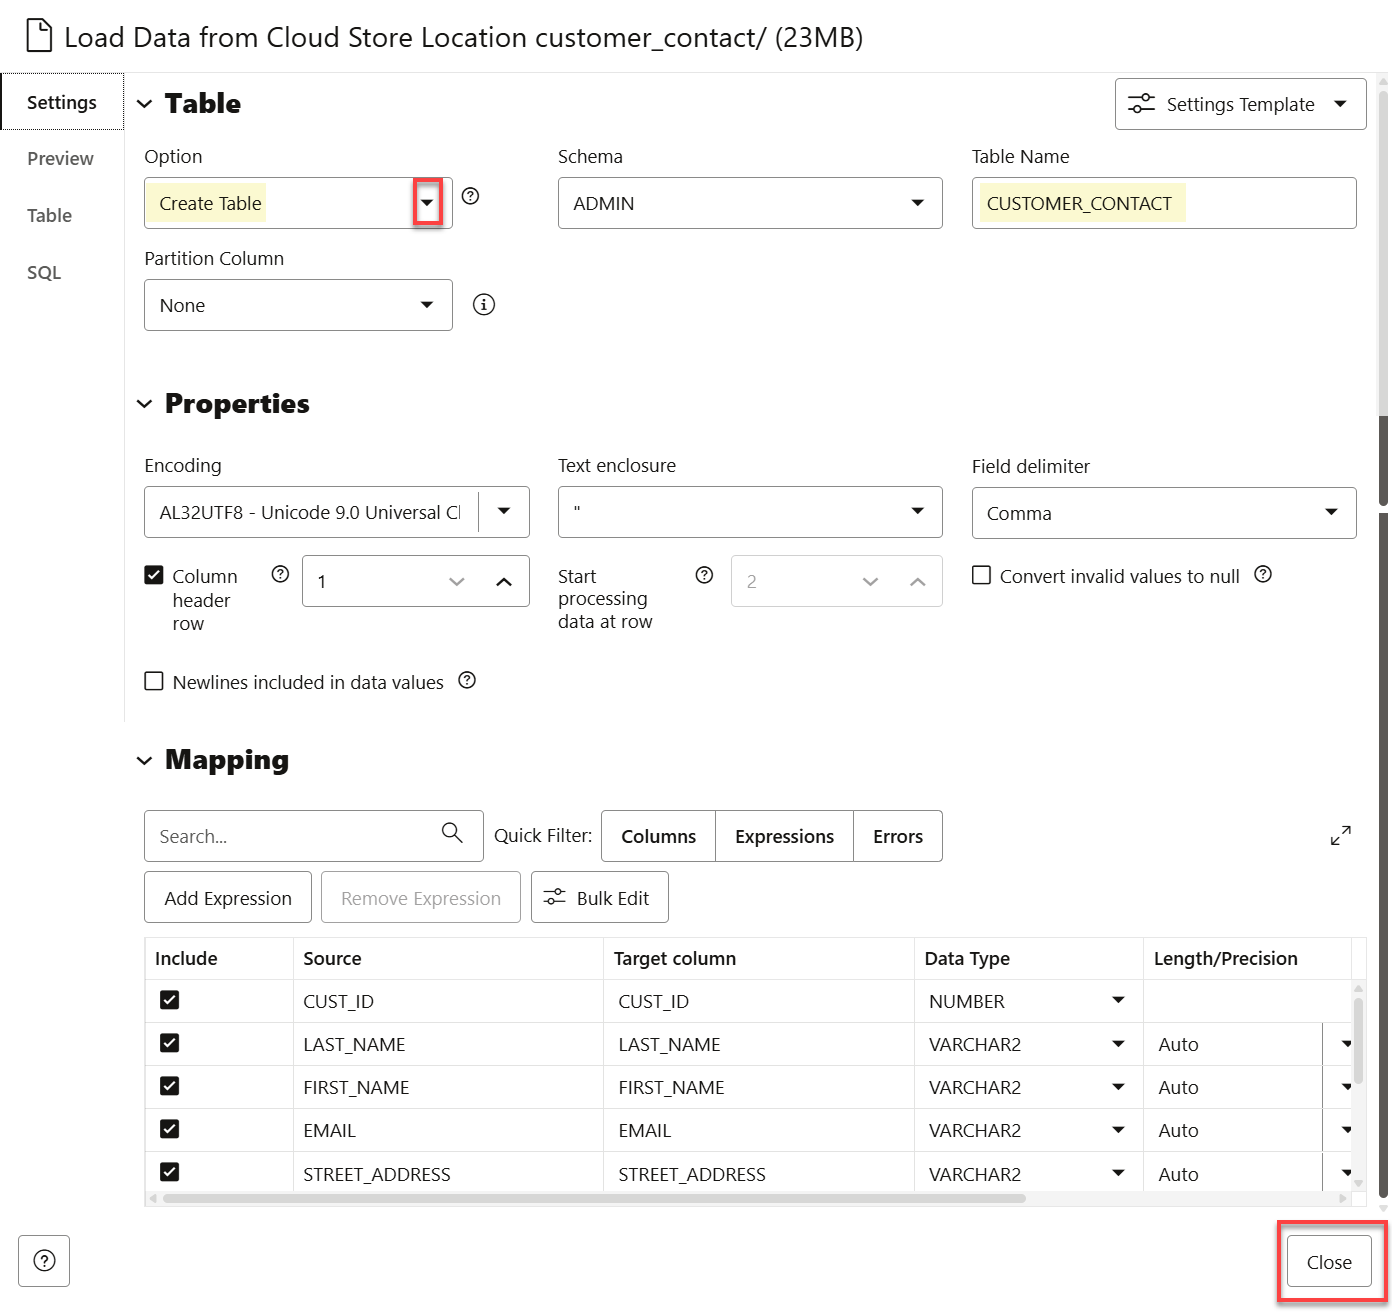 Load Data from Cloud Store Location customer_contact/ (23MB)
Settings
Preview
Table
SQL
Table
Settings Template
Option
Schema
Table Name
Create Table
ADMIN
CUSTOMER_CONTACT
Partition Column
None
Properties
Encoding
Text enclosure
Field delimiter
AL32UTF8 - Unicode 9.0 Universal Cl
"
Comma
Column header row
1
Start processing data at row
2
Convert invalid values to null
Newlines included in data values
Mapping
Search...
Quick Filter:
Columns
Expressions
Errors
Add Expression
Remove Expression
Bulk Edit
Include Source Target column Data Type Length/Precision
CUST_ID CUST_ID NUMBER
LAST_NAME LAST_NAME VARCHAR2 Auto
FIRST_NAME FIRST_NAME VARCHAR2 Auto
EMAIL EMAIL VARCHAR2 Auto
STREET_ADDRESS STREET_ADDRESS VARCHAR2 Auto
Close